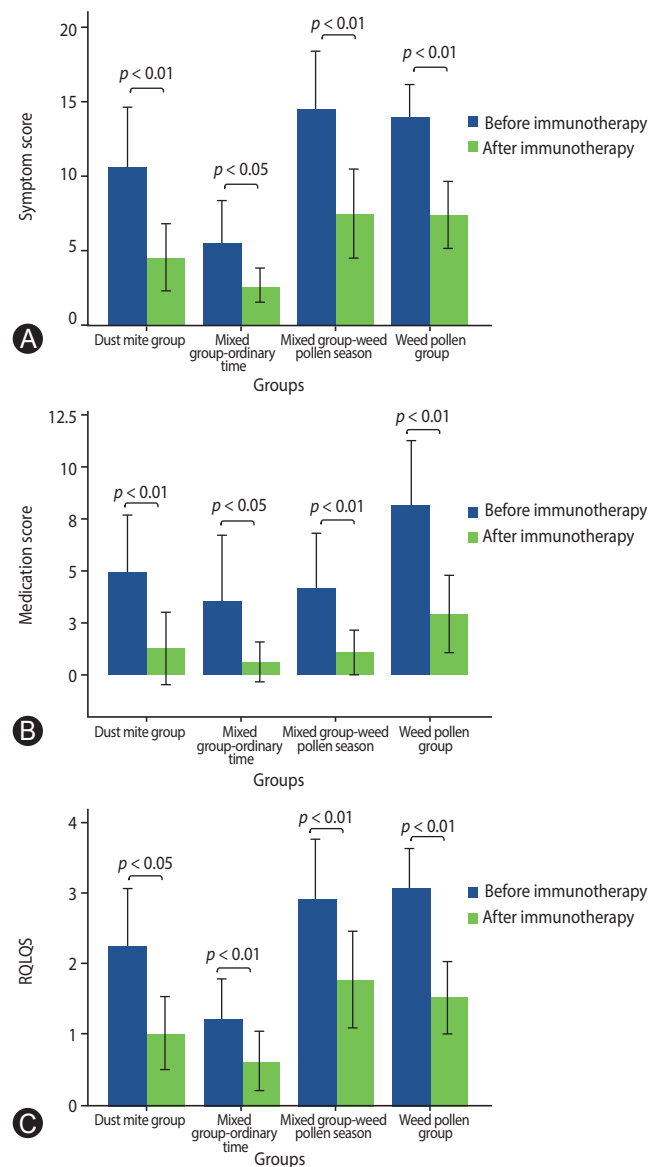 20
15
10
5
0
Symptom score
p < 0.01
p < 0.05
p < 0.01
p < 0.01
Before immunotherapy
After immunotherapy
Dust mite group
Mixed
group-ordinary
time
Mixed group-weed
pollen season
Weed pollen
group
Groups
A
12.5
10
8
5
3
0
Medication score
p < 0.01
p < 0.05
p < 0.01
p < 0.01
Before immunotherapy
After immunotherapy
Dust mite group
Mixed
group-ordinary
time
Mixed group-weed
pollen season
Weed pollen
group
Groups
B
4
3
2
1
0
RQLQS
p < 0.05
p < 0.01
p < 0.01
p < 0.01
Before immunotherapy
After immunotherapy
Dust mite group
Mixed
group-ordinary
time
Mixed group-weed
pollen season
Weed pollen
group
Groups
C